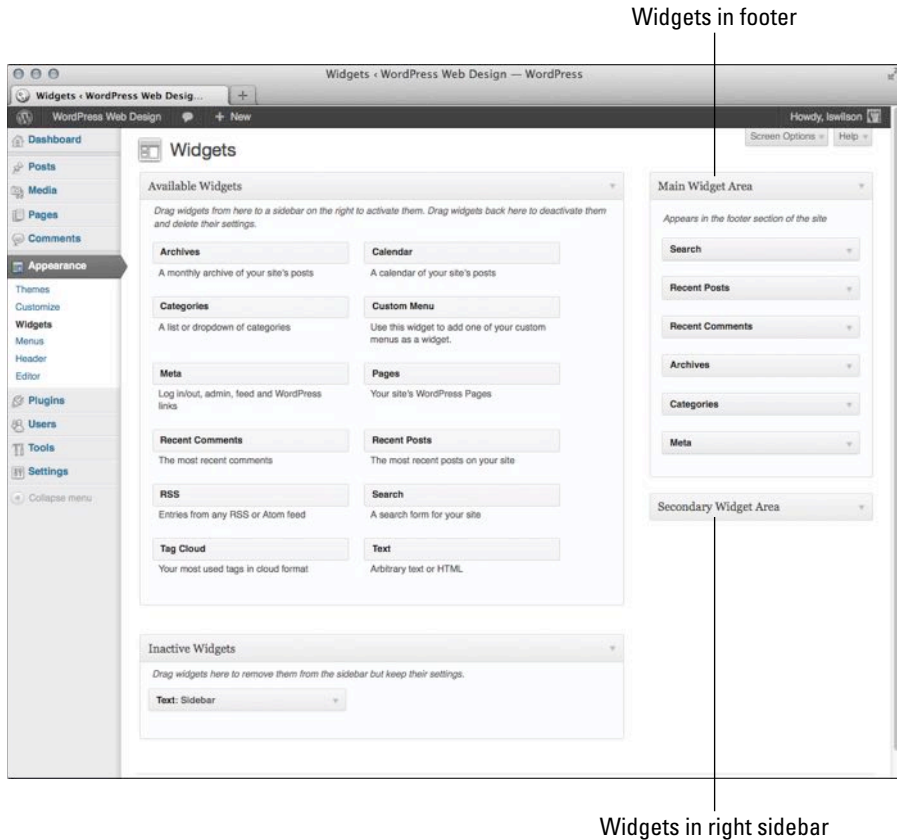 Widgets in footer
Widgets ‹ WordPress Web Design — WordPress
Widgets ‹ WordPress Web Desig...
+
WordPress Web Design
+ New
Howdy, lswilson
Screen Options
Help
Dashboard
Posts
Media
Pages
Comments
Appearance
Themes
Customize
Widgets
Menus
Header
Editor
Plugins
Users
Tools
Settings
Collapse menu
Widgets
Available Widgets
Drag widgets from here to a sidebar on the right to activate them. Drag widgets back here to deactivate them
and delete their settings.
Archives
A monthly archive of your site's posts
Calendar
A calendar of your site's posts
Categories
A list or dropdown of categories
Custom Menu
Use this widget to add one of your custom
menus as a widget.
Meta
Log in/out, admin, feed and WordPress
links
Pages
Your site's WordPress Pages
Recent Comments
The most recent comments
Recent Posts
The most recent posts on your site
RSS
Entries from any RSS or Atom feed
Search
A search form for your site
Tag Cloud
Your most used tags in cloud format
Text
Arbitrary text or HTML
Inactive Widgets
Drag widgets here to remove them from the sidebar but keep their settings.
Text: Sidebar
Main Widget Area
Appears in the footer section of the site
Search
Recent Posts
Recent Comments
Archives
Categories
Meta
Secondary Widget Area
Widgets in right sidebar